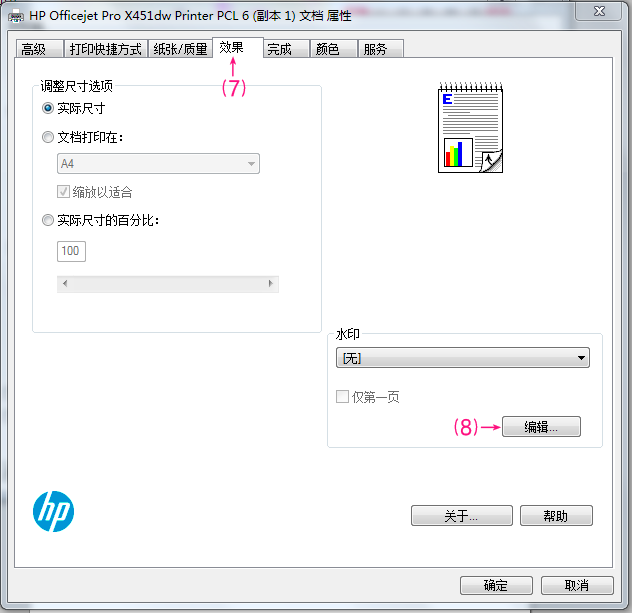 HP Officejet Pro X451dw Printer PCL 6 (副本 1) 文档 属性
高级 打印快捷方式 纸张/质量 效果 完成 颜色 服务
(7)
调整尺寸选项
实际尺寸
文档打印在:
A4
缩放以适合
实际尺寸的百分比:
100
E
水印
[无]
仅第一页
(8) 编辑...
hp
关于... 帮助
确定 取消